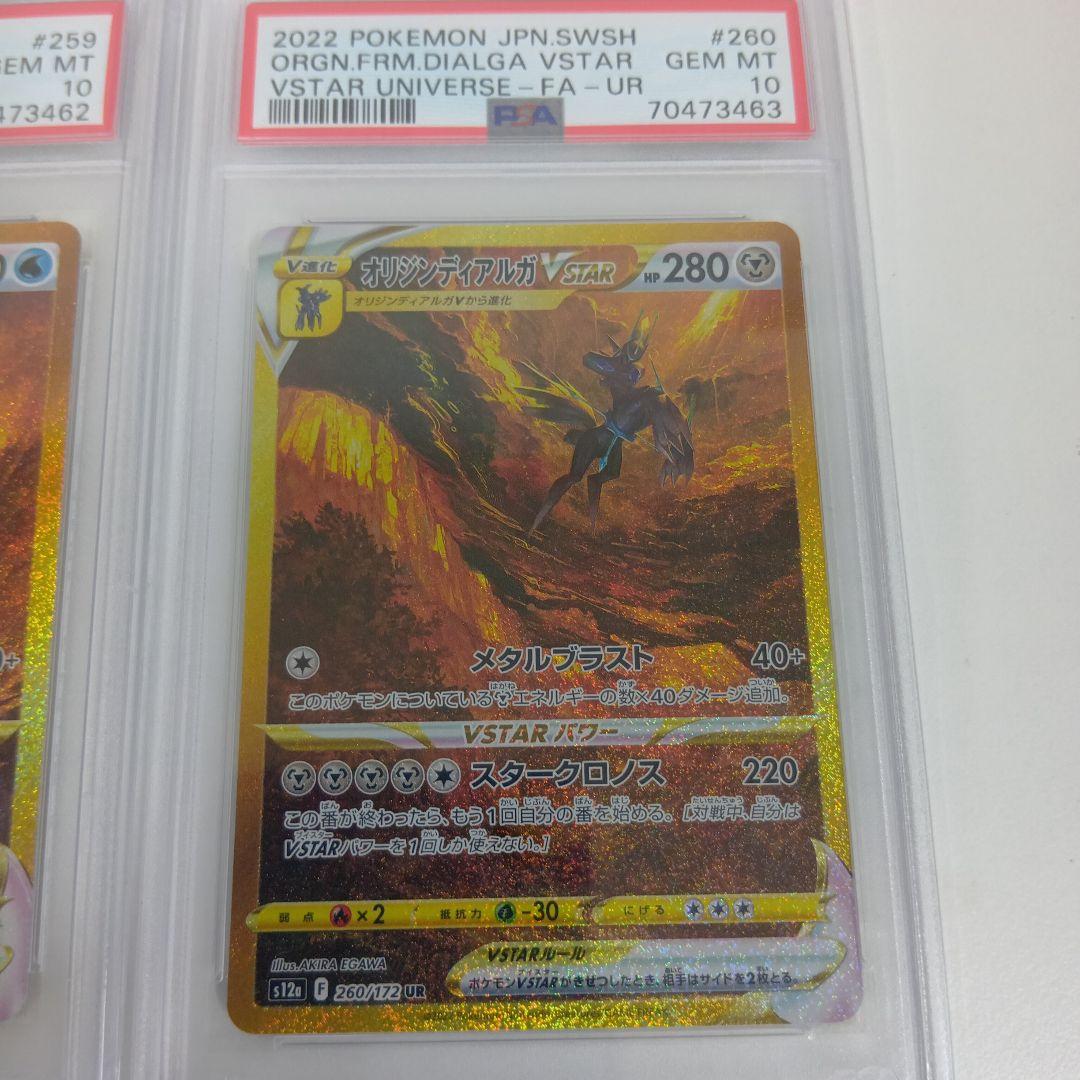 #259
GEM MT
10
473462
2022 POKEMON JPN.SWSH #260
ORGN.FRM.DIALGA VSTAR GEM MT
VSTAR UNIVERSE-FA-UR 10
PSA 70473463
V進化 オリジンディアルガVSTAR HP 280
オリジンディアルガVから進化
メタルブラスト 40+
このポケモンについているエネルギーの数×40ダメージ追加。
VSTARパワー
スタークロノス 220
この番が終わったら、もう1回自分の番を始める。[対戦中、自分は
VSTARパワーを1回しか使えない。]
弱点 ×2 抵抗力 -30 にげる
VSTARルール
ポケモンVSTARがきぜつしたとき、相手はサイドを2枚とる。
illus.AKIRA EGAWA
s12a F 260/172 UR